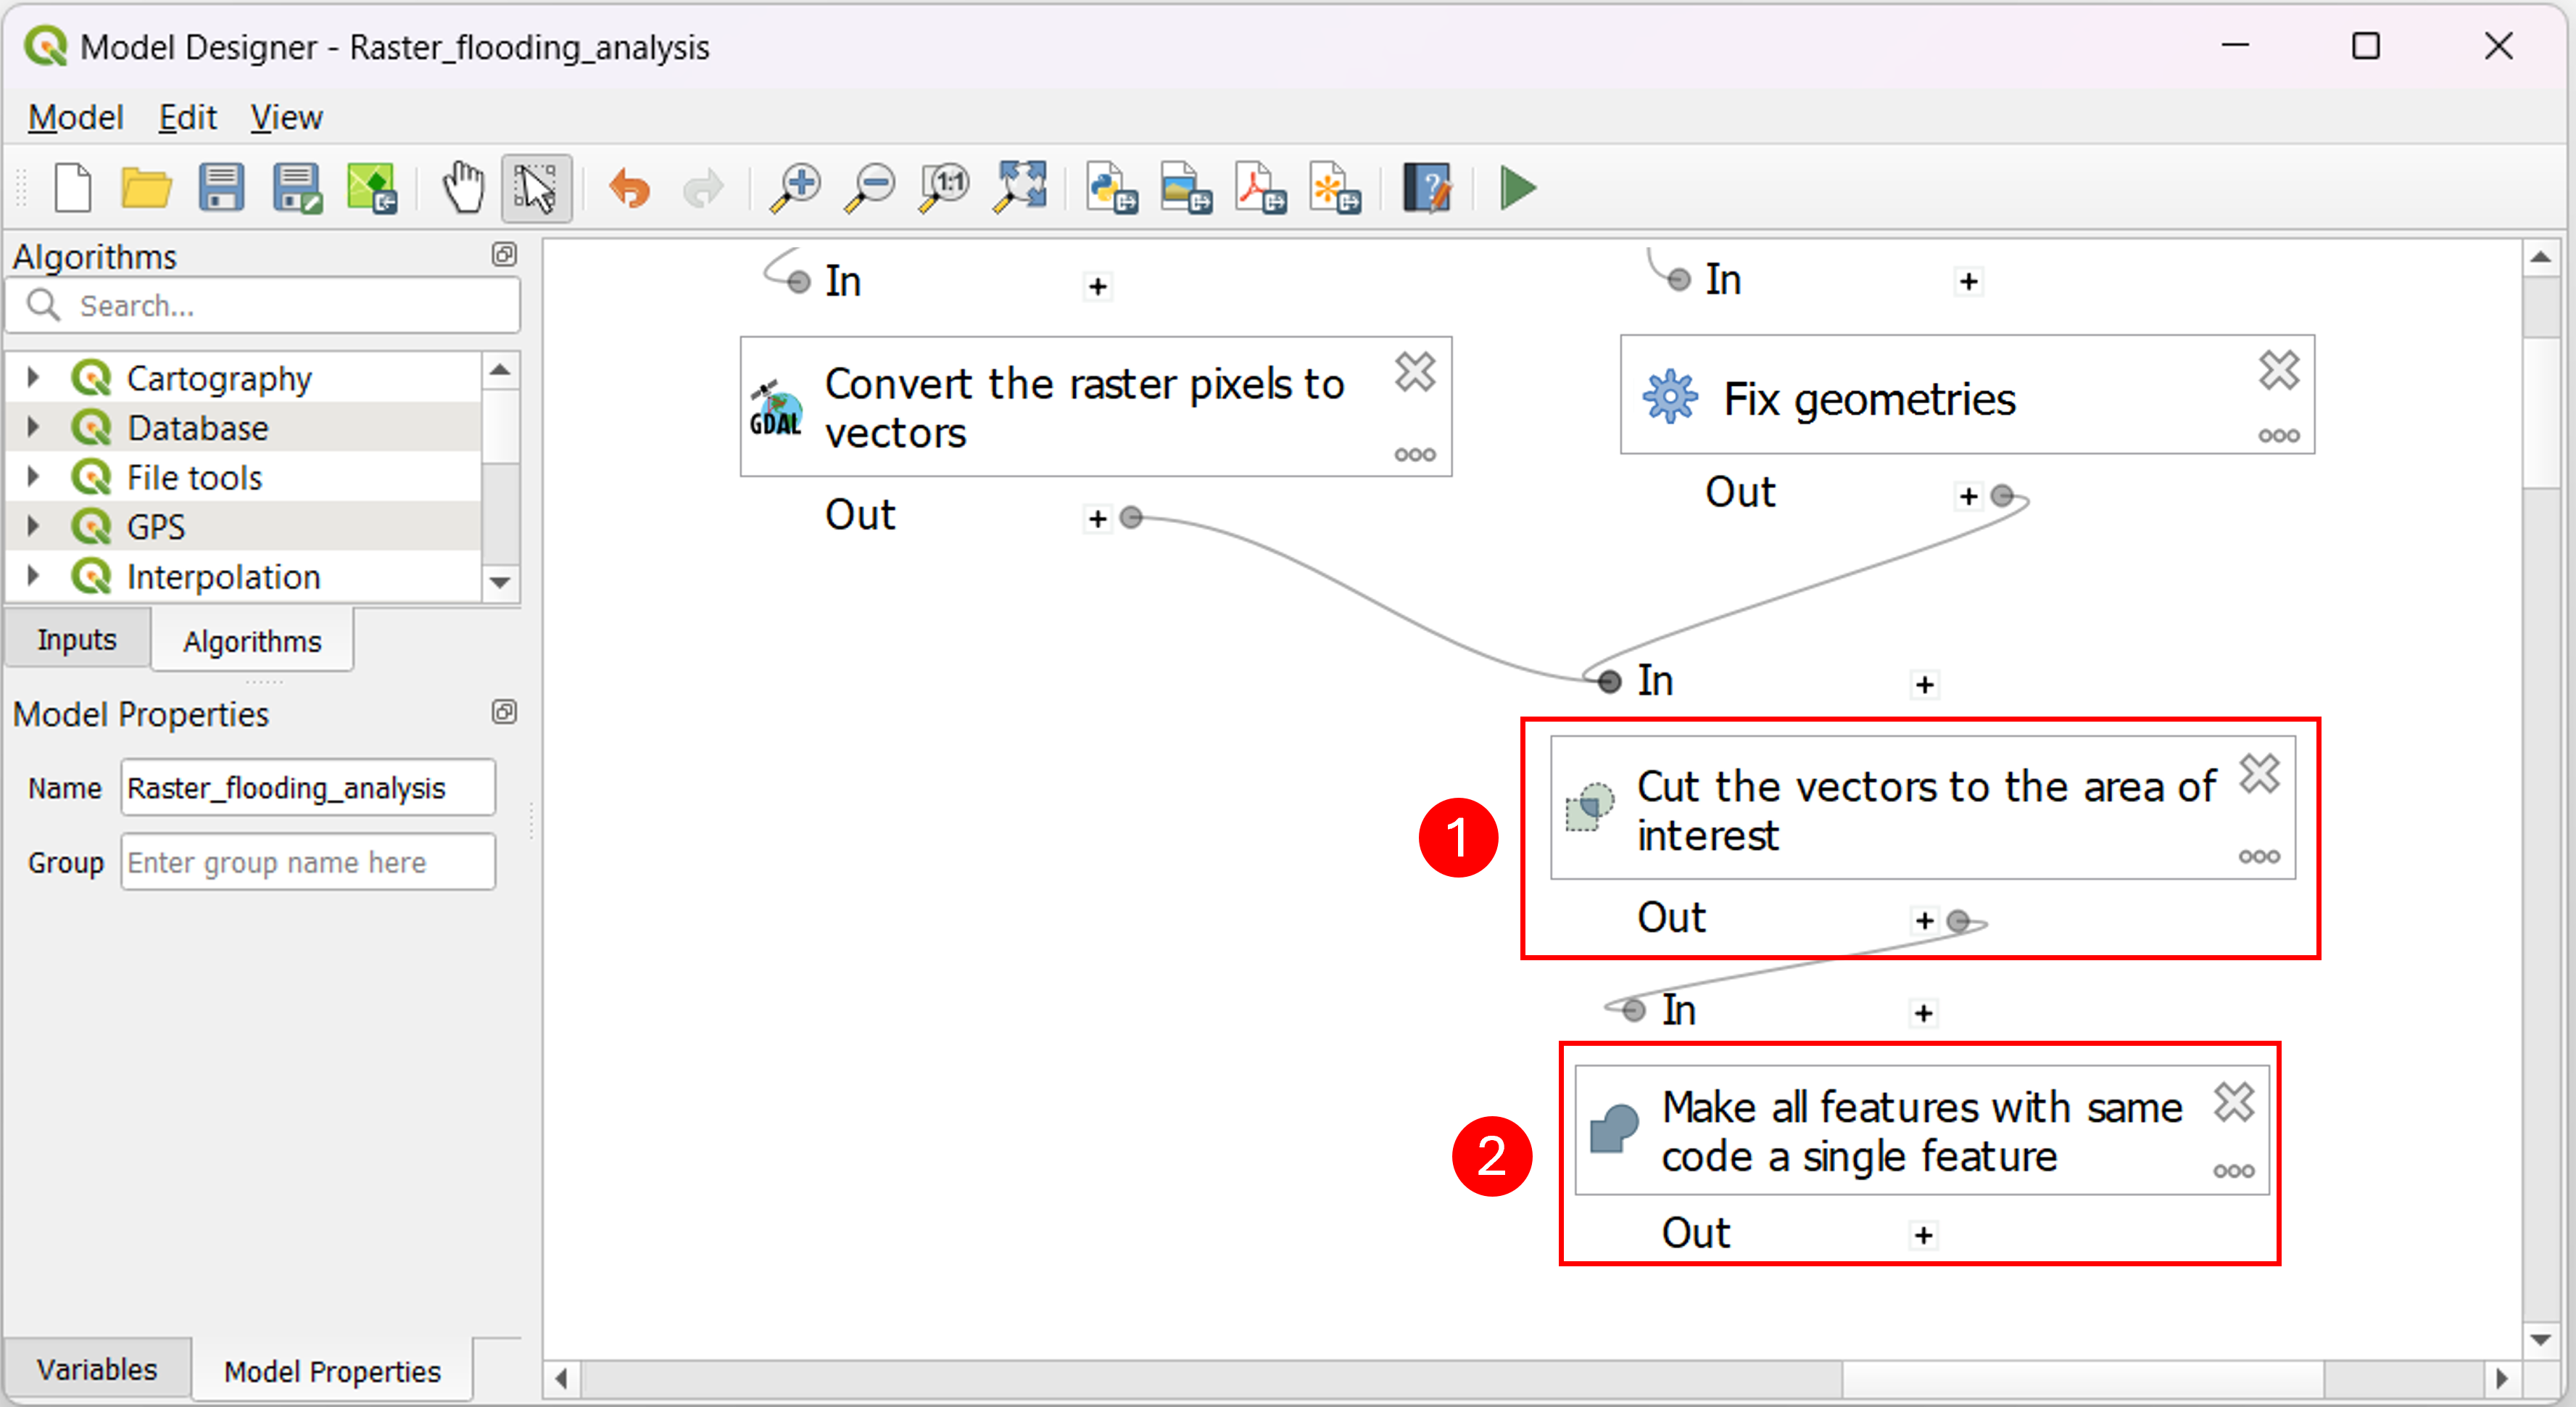 Model Designer - Raster_flooding_analysis
Model Edit View
1:1
Algorithms
Search...
Cartography
Database
File tools
GPS
Interpolation
Inputs Algorithms
Model Properties
Name Raster_flooding_analysis
Group Enter group name here
Variables Model Properties
In +
GDAL
Convert the raster pixels to
vectors
Out +
In +
Fix geometries
Out +
In +
1
Cut the vectors to the area of
interest
Out +
In +
2
Make all features with same
code a single feature
Out +